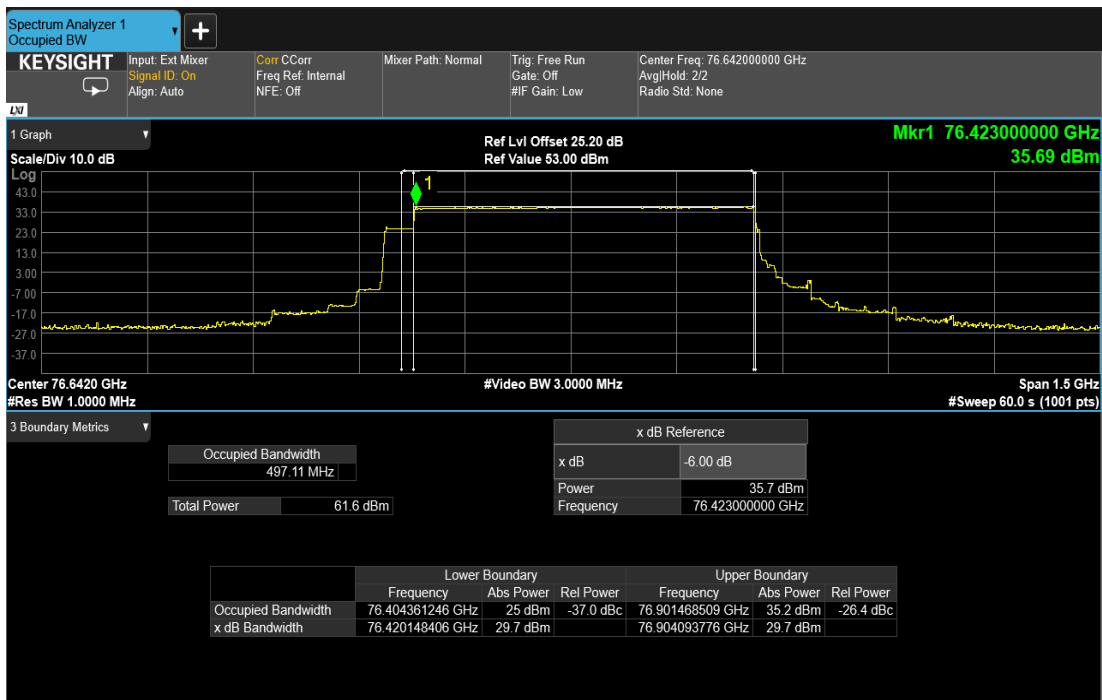 Spectrum Analyzer 1
Occupied BW
+
KEYSIGHT
LXI
Input: Ext Mixer
Signal ID: On
Align: Auto
Corr CCorr
Freq Ref: Internal
NFE: Off
Mixer Path: Normal
Trig: Free Run
Gate: Off
#IF Gain: Low
Center Freq: 76.642000000 GHz
Avg|Hold: 2/2
Radio Std: None
1 Graph
Scale/Div 10.0 dB
Ref Lvl Offset 25.20 dB
Ref Value 53.00 dBm
Mkr1 76.423000000 GHz
35.69 dBm
Log
43.0
33.0
23.0
13.0
3.00
-7.00
-17.0
-27.0
-37.0
1
Center 76.6420 GHz
#Video BW 3.0000 MHz
Span 1.5 GHz
#Res BW 1.0000 MHz
#Sweep 60.0 s (1001 pts)
3 Boundary Metrics
Occupied Bandwidth
497.11 MHz
Total Power 61.6 dBm
x dB Reference
x dB -6.00 dB
Power 35.7 dBm
Frequency 76.423000000 GHz
Lower Boundary Upper Boundary
Frequency Abs Power Rel Power Frequency Abs Power Rel Power
Occupied Bandwidth 76.404361246 GHz 25 dBm -37.0 dBc 76.901468509 GHz 35.2 dBm -26.4 dBc
x dB Bandwidth 76.420148406 GHz 29.7 dBm 76.904093776 GHz 29.7 dBm